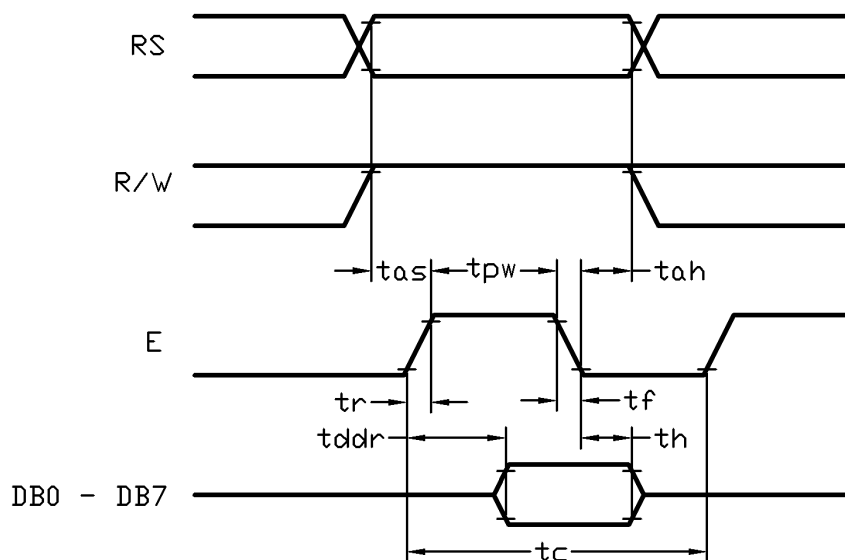 RS
R/W
tas tpw tah
E
tr tf
tddr th
DB0 - DB7
tc